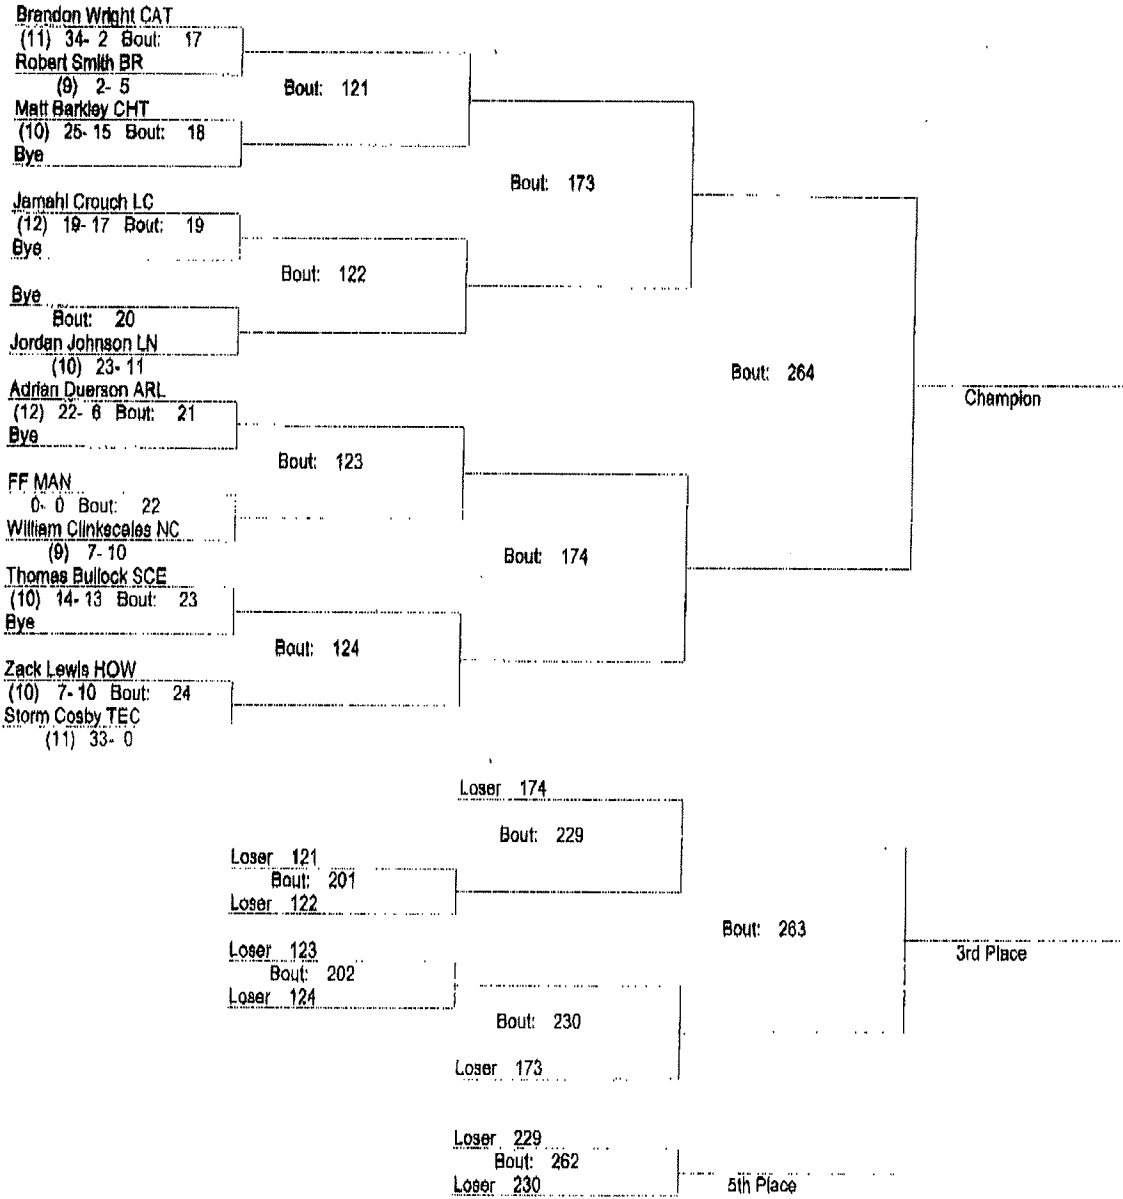 Brandon Wright CAT
(11) 34- 2 Bout: 17
Robert Smith BR
(9) 2- 5
Bout: 121
Matt Barkley CHT
(10) 25- 15 Bout: 18
Bye
Bout: 173
Jamahl Crouch LC
(12) 19- 17 Bout: 19
Bye
Bout: 122
Bye
Bout: 20
Jordan Johnson LN
(10) 23- 11
Bout: 264
Champion
Adrian Duerson ARL
(12) 22- 6 Bout: 21
Bye
Bout: 123
FF MAN
0- 0 Bout: 22
William Clinkscales NC
(9) 7- 10
Bout: 174
Thomas Bullock SCE
(10) 14- 13 Bout: 23
Bye
Bout: 124
Zack Lewis HOW
(10) 7- 10 Bout: 24
Storm Cosby TEC
(11) 33- 0
Loser 174
Bout: 229
Loser 121
Bout: 201
Loser 122
Bout: 263
3rd Place
Loser 123
Bout: 202
Loser 124
Bout: 230
Loser 173
Loser 229
Bout: 262
Loser 230
5th Place